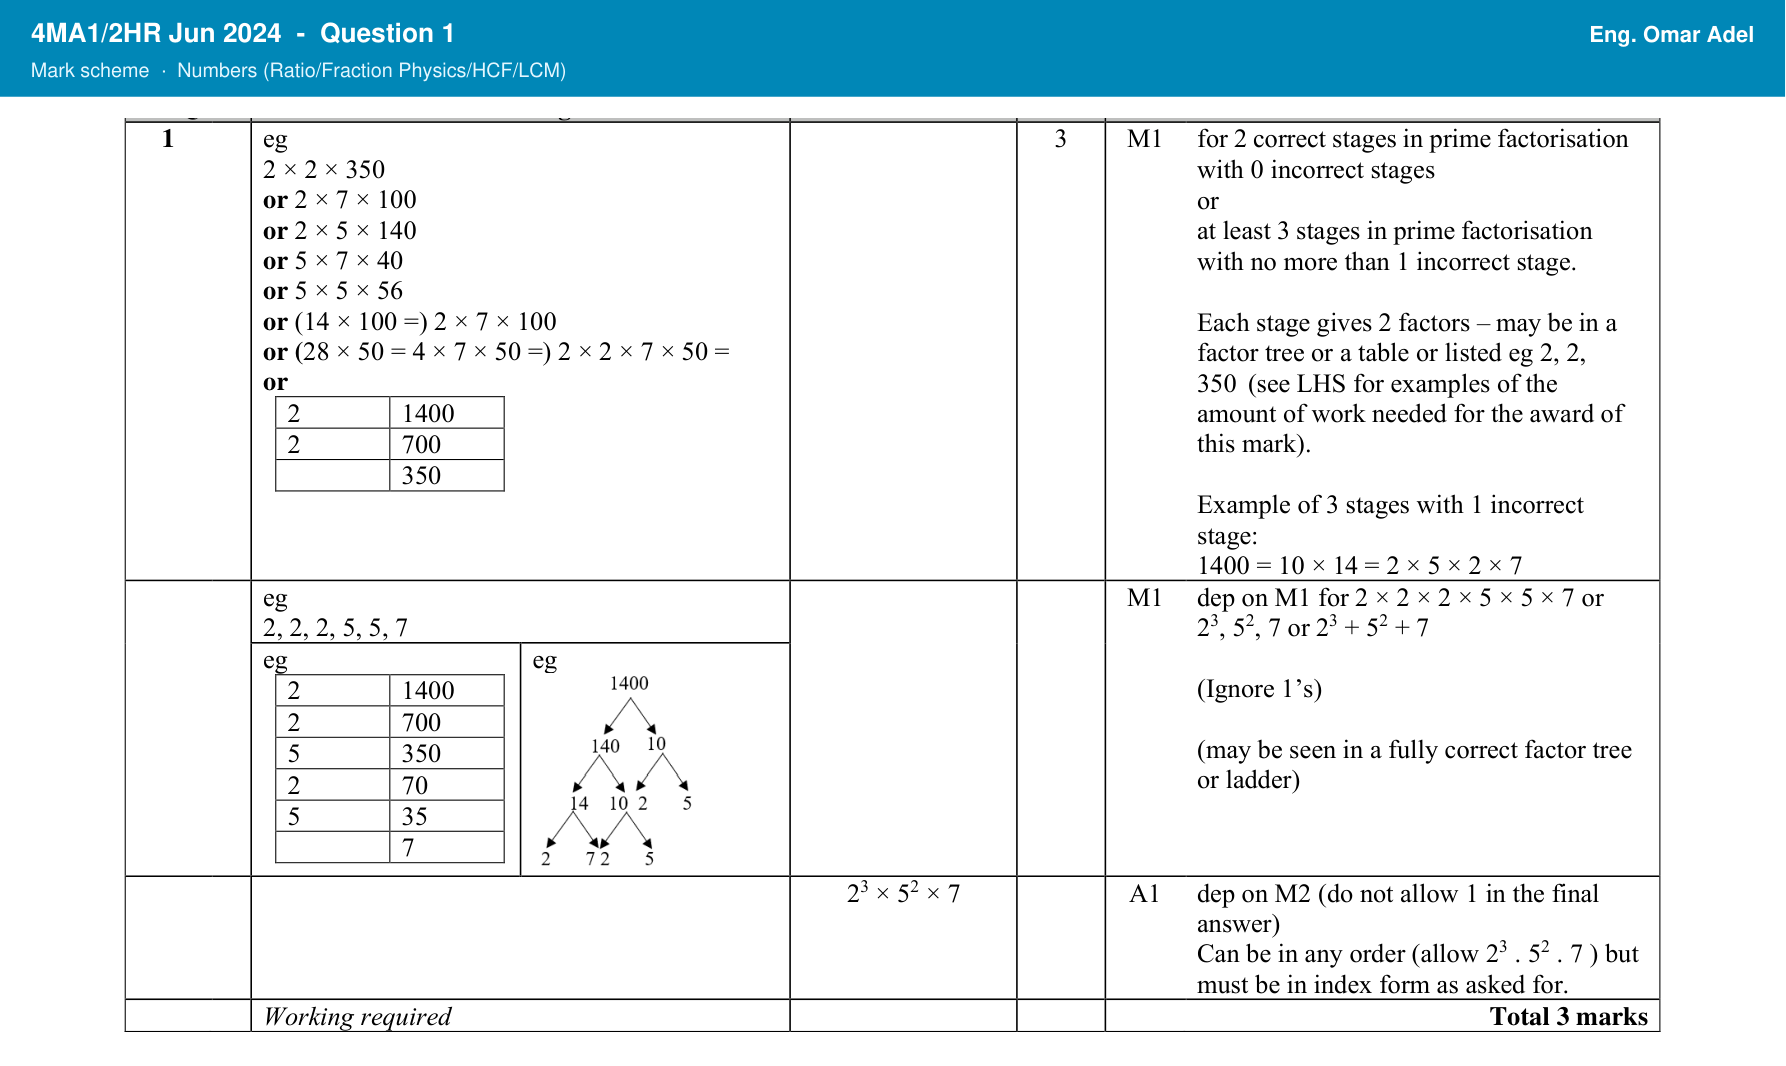 4MA1/2HR Jun 2024 - Question 1
Eng. Omar Adel
Mark scheme · Numbers (Ratio/Fraction Physics/HCF/LCM)
1
eg
2 × 2 × 350
or 2 × 7 × 100
or 2 × 5 × 140
or 5 × 7 × 40
or 5 × 5 × 56
or (14 × 100 =) 2 × 7 × 100
or (28 × 50 = 4 × 7 × 50 =) 2 × 2 × 7 × 50 =
or
2 1400
2 700
350
3
M1
for 2 correct stages in prime factorisation
with 0 incorrect stages
or
at least 3 stages in prime factorisation
with no more than 1 incorrect stage.
Each stage gives 2 factors – may be in a
factor tree or a table or listed eg 2, 2,
350 (see LHS for examples of the
amount of work needed for the award of
this mark).
Example of 3 stages with 1 incorrect
stage:
1400 = 10 × 14 = 2 × 5 × 2 × 7
eg
2, 2, 2, 5, 5, 7
eg
2 1400
2 700
5 350
2 70
5 35
7
eg
1400
140 10
14 10 2 5
2 7 2 5
M1
dep on M1 for 2 × 2 × 2 × 5 × 5 × 7 or
2³, 5², 7 or 2³ + 5² + 7
(Ignore 1’s)
(may be seen in a fully correct factor tree
or ladder)
2³ × 5² × 7
A1
dep on M2 (do not allow 1 in the final
answer)
Can be in any order (allow 2³ . 5² . 7 ) but
must be in index form as asked for.
Working required
Total 3 marks